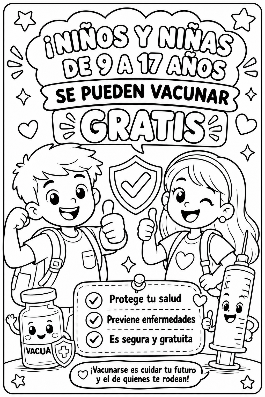 ¡NIÑOS Y NIÑAS
DE 9 A 17 AÑOS
SE PUEDEN VACUNAR
GRATIS
Protege tu salud
Previene enfermedades
Es segura y gratuita
VACUA
¡Vacunarse es cuidar tu futuro
y el de quienes te rodean!